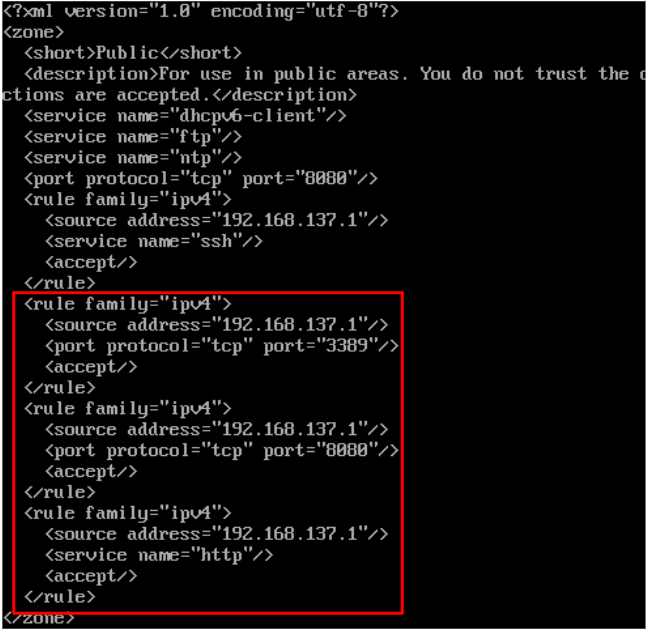 <?xml version="1.0" encoding="utf-8"?>
<zone>
<short>Public</short>
<description>For use in public areas. You do not trust the
ctions are accepted.</description>
<service name="dhcpv6-client"/>
<service name="ftp"/>
<service name="ntp"/>
<port protocol="tcp" port="8080"/>
<rule family="ipv4">
<source address="192.168.137.1"/>
<service name="ssh"/>
<accept/>
</rule>
<rule family="ipv4">
<source address="192.168.137.1"/>
<port protocol="tcp" port="3389"/>
<accept/>
</rule>
<rule family="ipv4">
<source address="192.168.137.1"/>
<port protocol="tcp" port="8080"/>
<accept/>
</rule>
<rule family="ipv4">
<source address="192.168.137.1"/>
<service name="http"/>
<accept/>
</rule>
</zone>